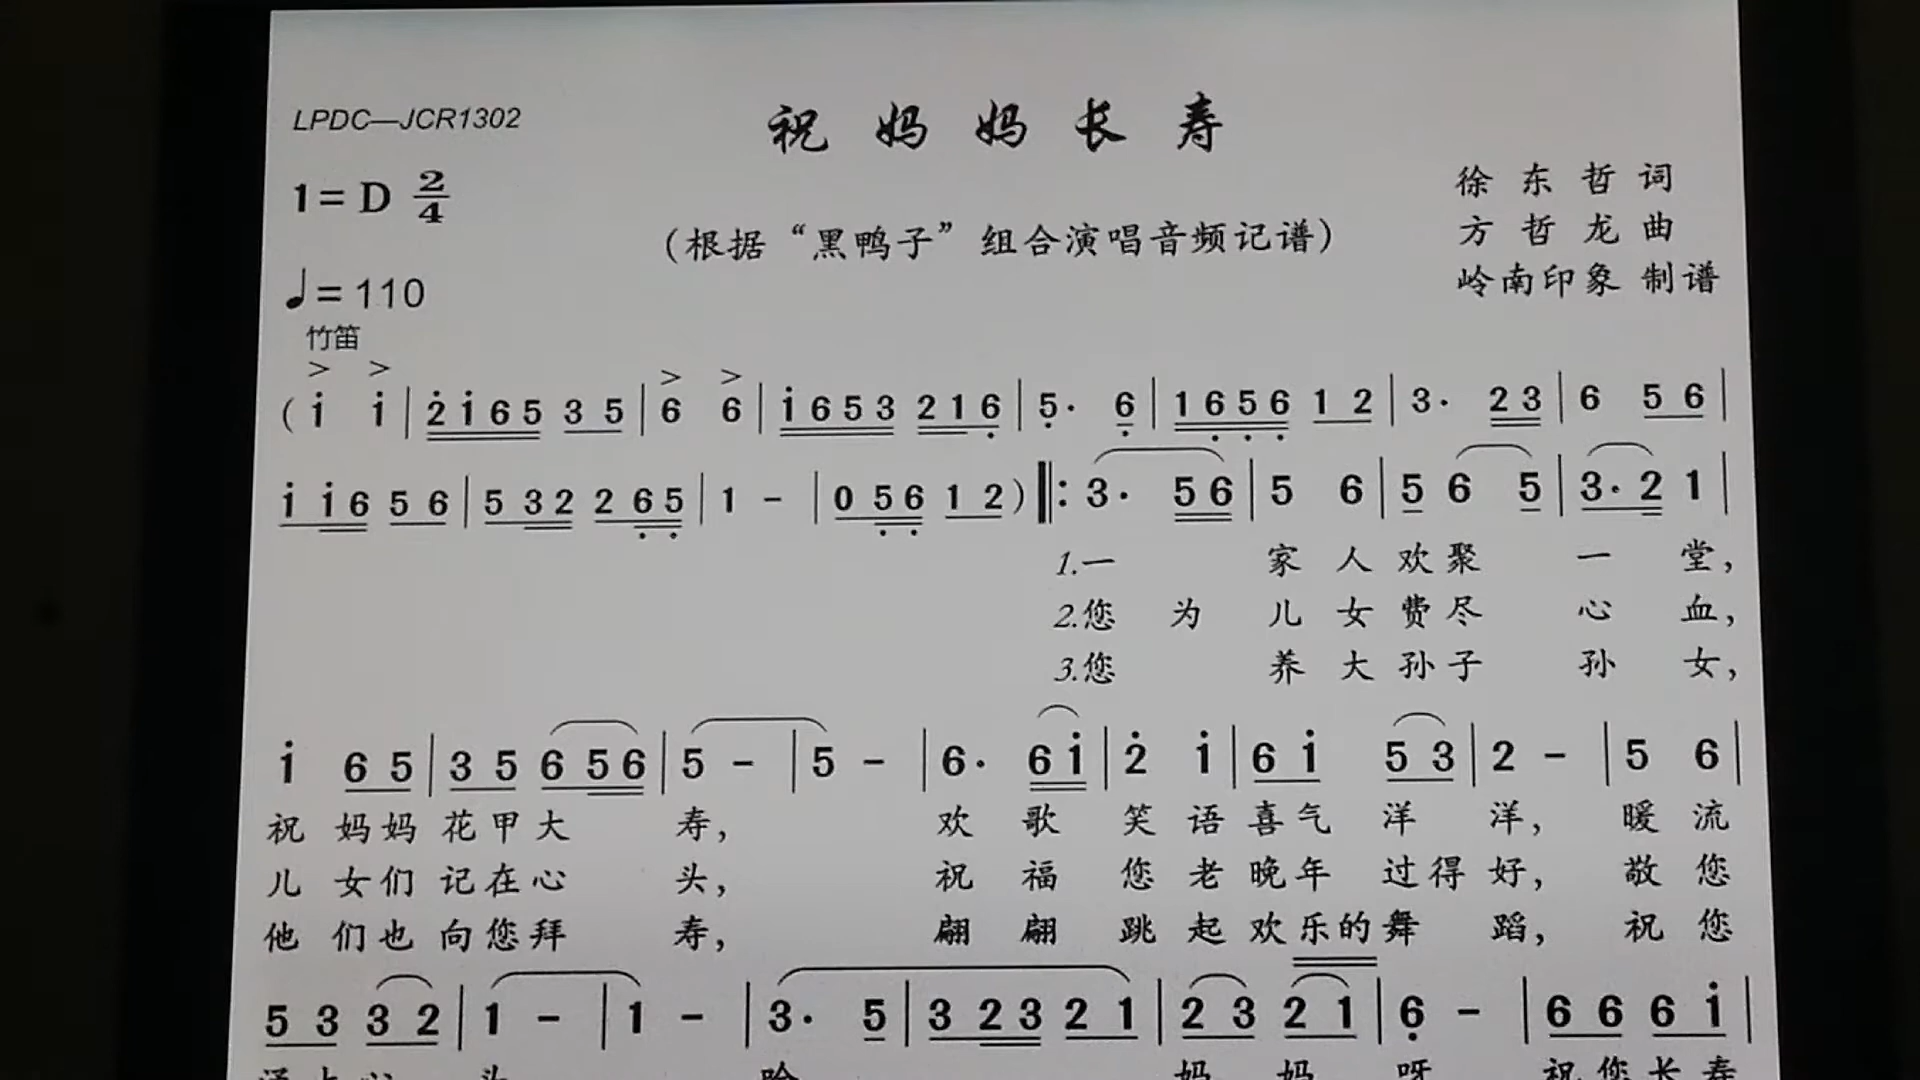 LPDC—JCR1302
祝妈妈长寿
1=D 2/4
徐东哲 词
方哲龙 曲
(根据“黑鸭子”组合演唱音频记谱)
岭南印象 制谱
♩=110
竹笛
( i i | 2̇ i 6 5 3 5 | 6 6 | i 6 5 3 2 1 6̣ | 5̣· 6̣ | 1 6̣ 5̣ 6̣ 1 2 | 3· 2 3 | 6 5 6 |
i i 6 5 6 | 5 3 2 2 6̣ 5̣ | 1 - | 0 5̣ 6̣ 1 2 ) ‖: 3· 5 6 | 5 6 | 5 6 5 | 3· 2 1 |
1.一 家人欢聚一堂,
2.您为儿女费尽心血,
3.您 养大孙子孙女,
i 6 5 | 3 5 6 5 6 | 5 - | 5 - | 6· 6 i | 2̇ i | 6 i 5 3 | 2 - | 5 6 |
祝妈妈花甲大寿, 欢歌笑语喜气洋洋, 暖流
儿女们记在心头, 祝福您老晚年过得好, 敬您
他们也向您拜寿, 翩翩跳起欢乐的舞蹈, 祝您
5 3 3 2 | 1 - | 1 - | 3· 5 | 3 2 3 2 1 | 2 3 2 1 | 6̣ - | 6 6 6 i |
妈妈呀 祝您长寿